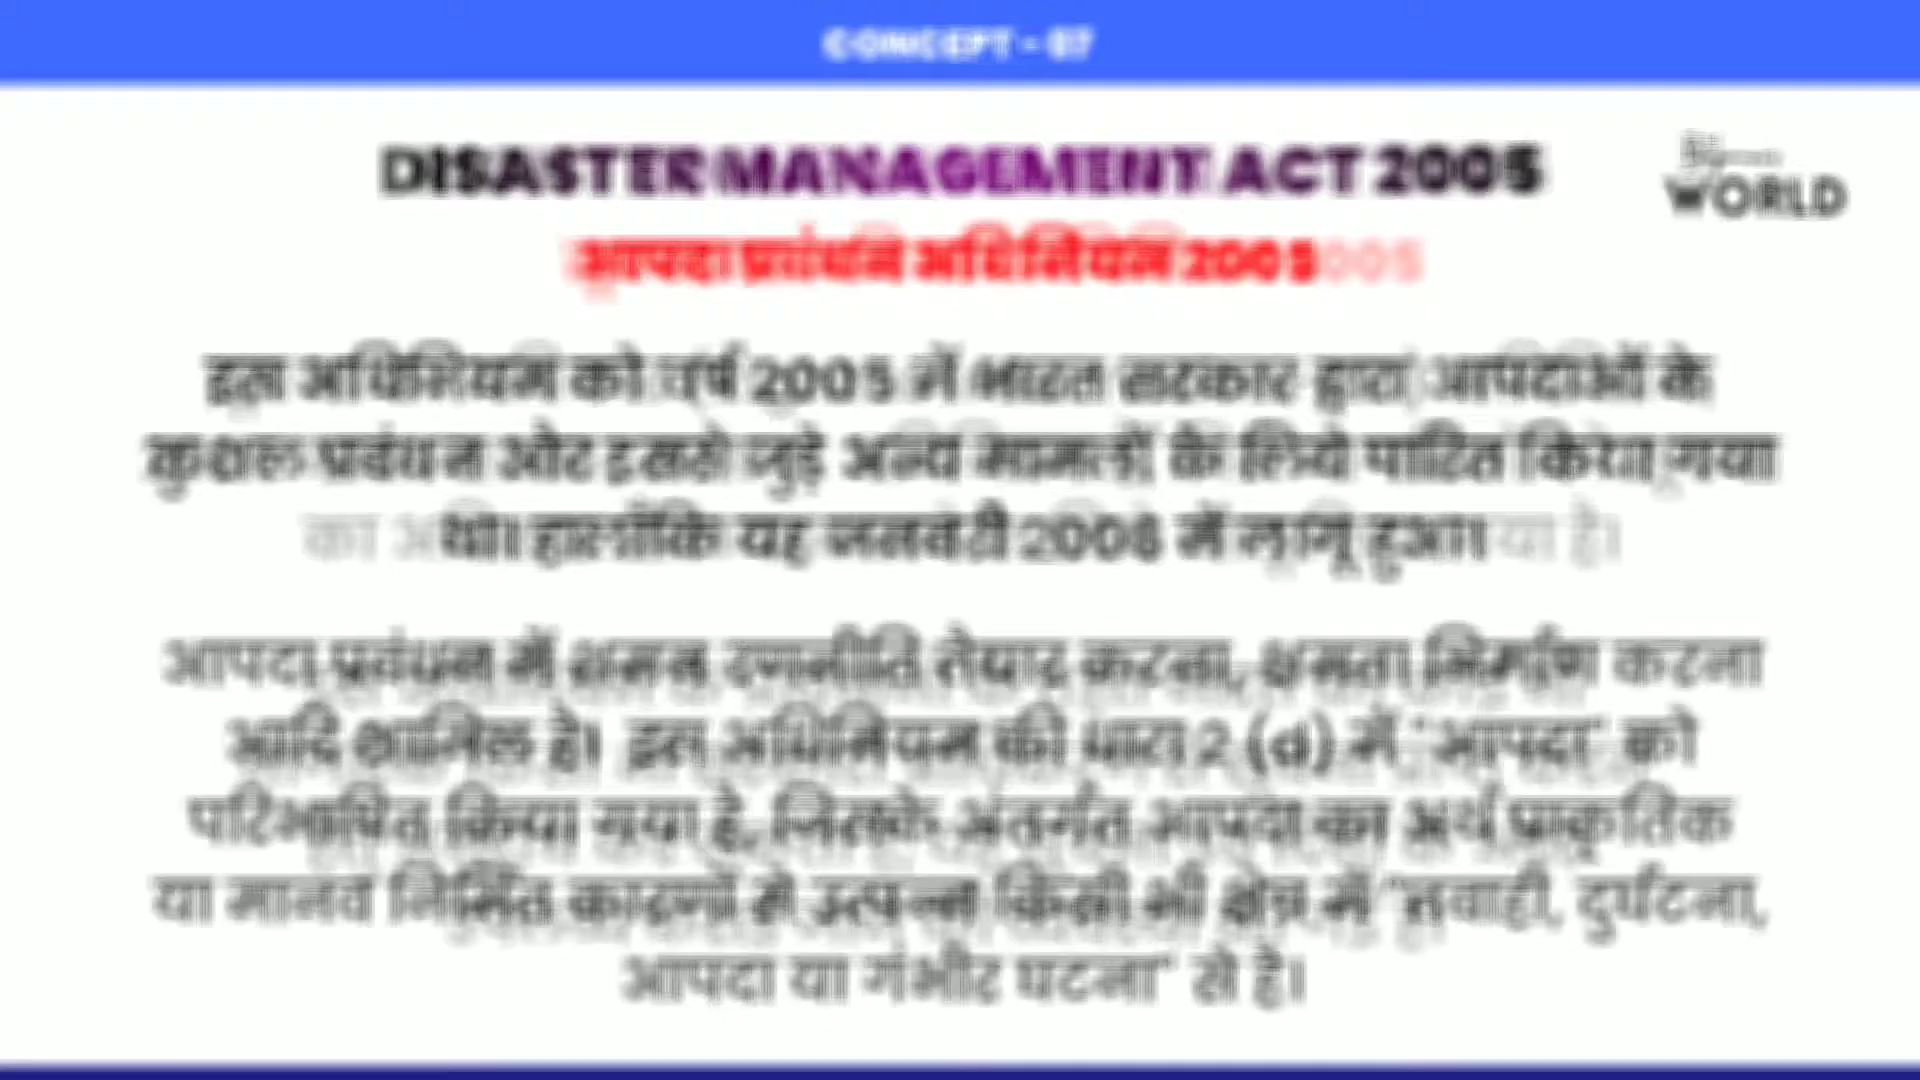 CONCEPT - 07
DISASTER MANAGEMENT ACT 2005
WORLD
आपदा प्रबंधन अधिनियम 2005
इस अधिनियम को वर्ष 2005 में भारत सरकार द्वारा आपदाओं के
कुशल प्रबंधन और इससे जुड़े अन्य मामलों के लिये पारित किया गया
था। हालाँकि यह जनवरी 2006 में लागू हुआ।
आपदा प्रबंधन में शमन रणनीति तैयार करना, क्षमता निर्माण करना
आदि शामिल है। इस अधिनियम की धारा 2 (d) में "आपदा" को
परिभाषित किया गया है, जिसके अंतर्गत आपदा का अर्थ प्राकृतिक
या मानव निर्मित कारणों से उत्पन्न किसी भी क्षेत्र में "तबाही, दुर्घटना,
आपदा या गंभीर घटना" से है।